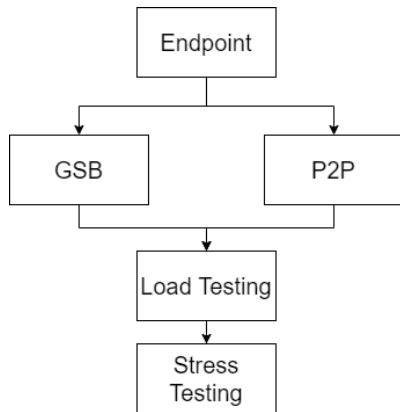 Endpoint
GSB
P2P
Load Testing
Stress
Testing